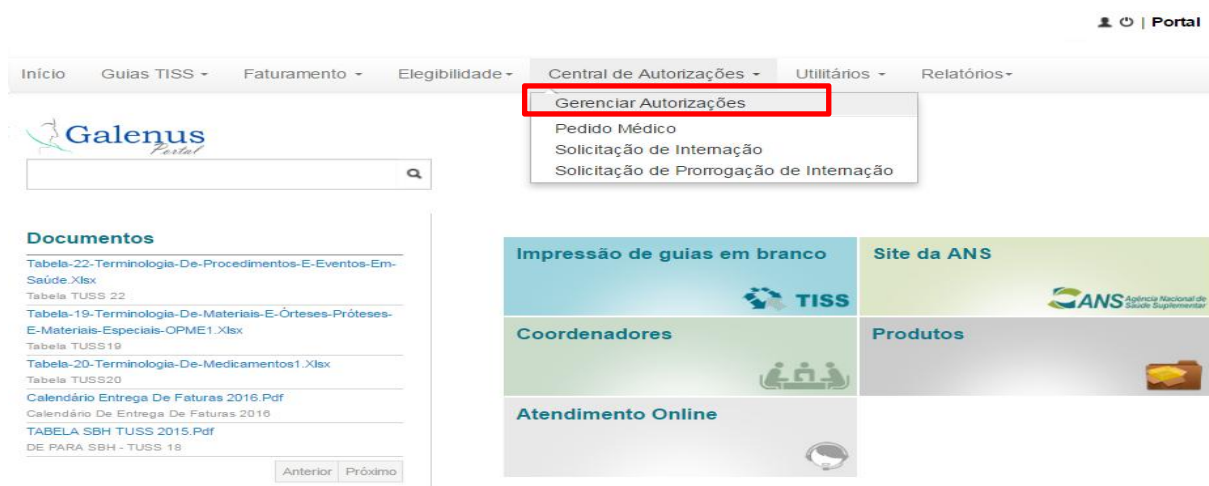 | Portal
Início Guias TISS Faturamento Elegibilidade Central de Autorizações Utilitários Relatórios
Gerenciar Autorizações
Pedido Médico
Solicitação de Internação
Solicitação de Prorrogação de Internação
Galenus
Portal
Documentos
Tabela-22-Terminologia-De-Procedimentos-E-Eventos-Em-
Saúde.Xlsx
Tabela TUSS 22
Tabela-19-Terminologia-De-Materiais-E-Órteses-Próteses-
E-Materiais-Especiais-OPME1.Xlsx
Tabela TUSS19
Tabela-20-Terminologia-De-Medicamentos1.Xlsx
Tabela TUSS20
Calendário Entrega De Faturas 2016.Pdf
Calendário De Entrega De Faturas 2016
TABELA SBH TUSS 2015.Pdf
DE PARA SBH - TUSS 18
Anterior Próximo
Impressão de guias em branco
TISS
Site da ANS
ANS Agência Nacional de
Saúde Suplementar
Coordenadores
Produtos
Atendimento Online